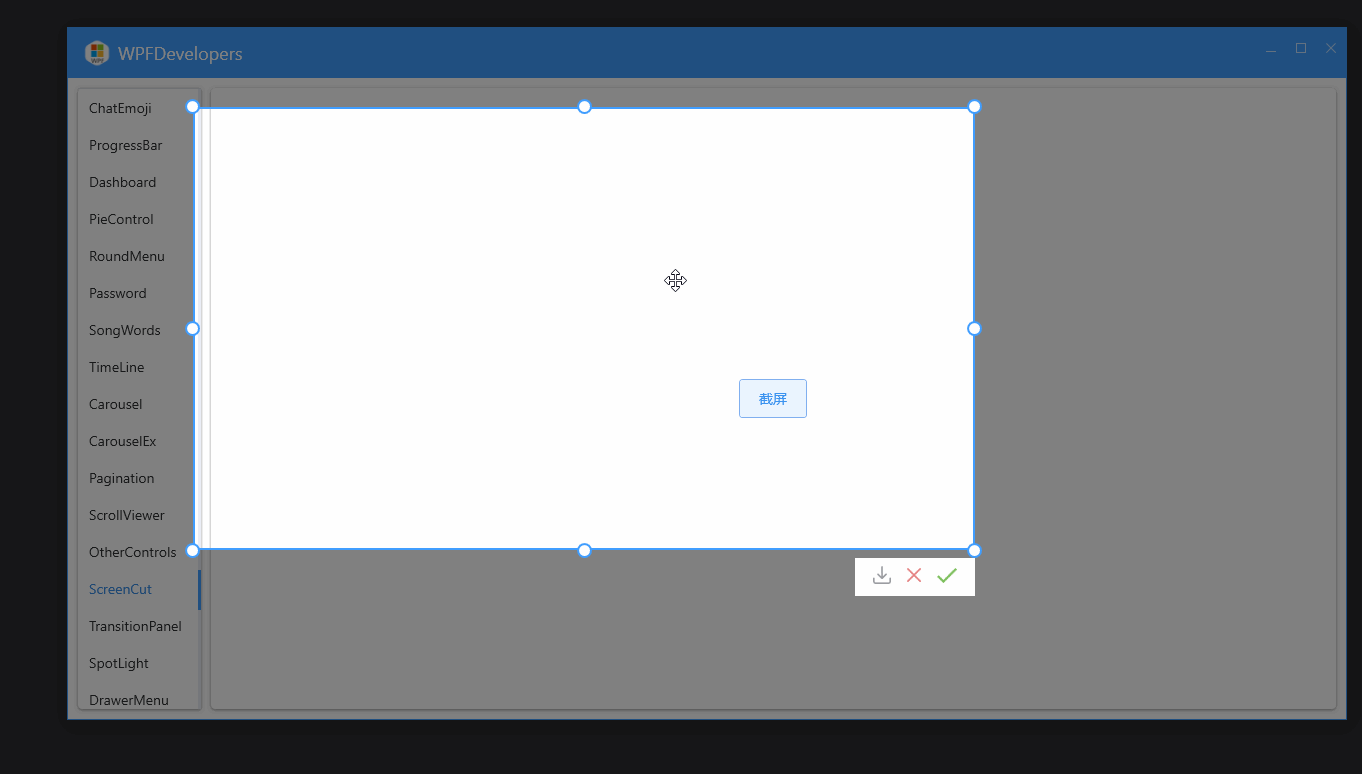 WPFDevelopers
ChatEmoji
ProgressBar
Dashboard
PieControl
RoundMenu
Password
SongWords
TimeLine
Carousel
CarouselEx
Pagination
ScrollViewer
OtherControls
ScreenCut
TransitionPanel
SpotLight
DrawerMenu
截屏